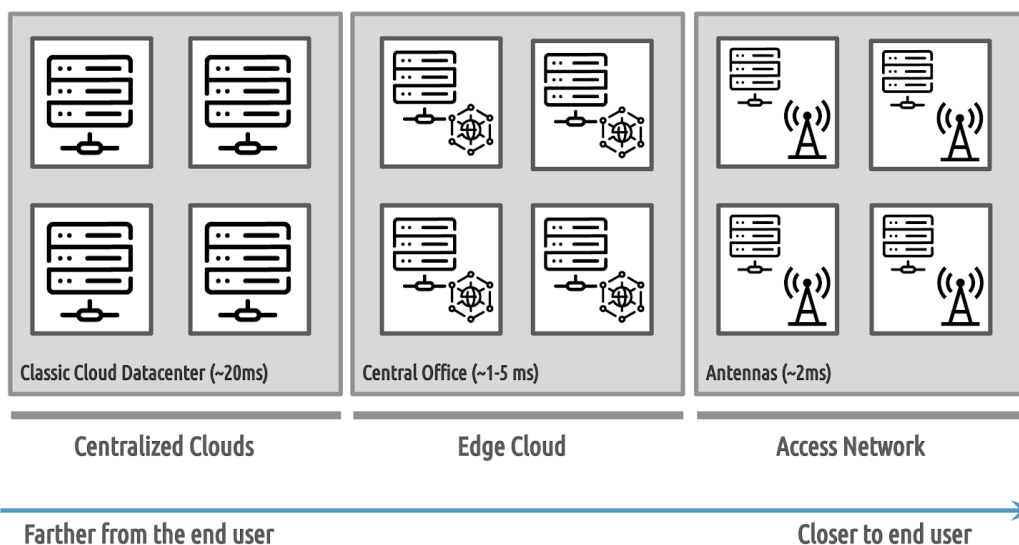 Classic Cloud Datacenter (~20ms)
Central Office (~1-5 ms)
Antennas (~2ms)
Centralized Clouds
Edge Cloud
Access Network
Farther from the end user
Closer to end user